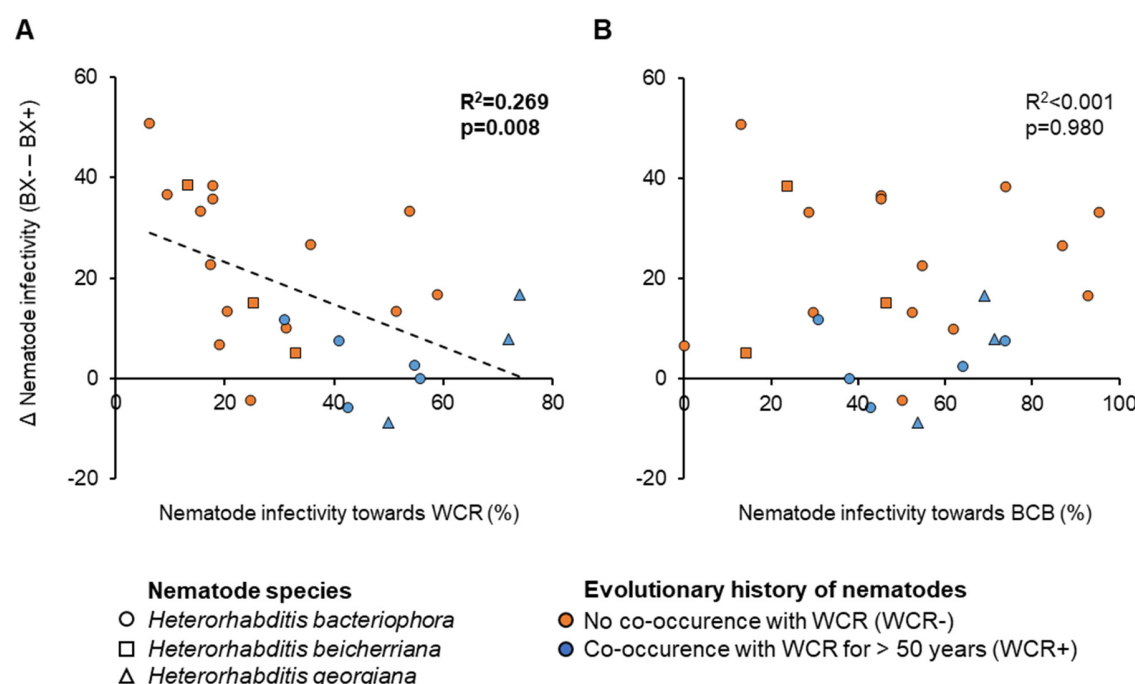 A
B
60
40
20
0
-20
0
20
40
60
80
R²=0.269
p=0.008
Δ Nematode infectivity (BX- – BX+)
Nematode infectivity towards WCR (%)
60
40
20
0
-20
0
20
40
60
80
100
R²<0.001
p=0.980
Nematode infectivity towards BCB (%)
Nematode species
Heterorhabditis bacteriophora
Heterorhabditis beicherriana
Heterorhabditis georgiana
Evolutionary history of nematodes
No co-occurence with WCR (WCR-)
Co-occurence with WCR for > 50 years (WCR+)